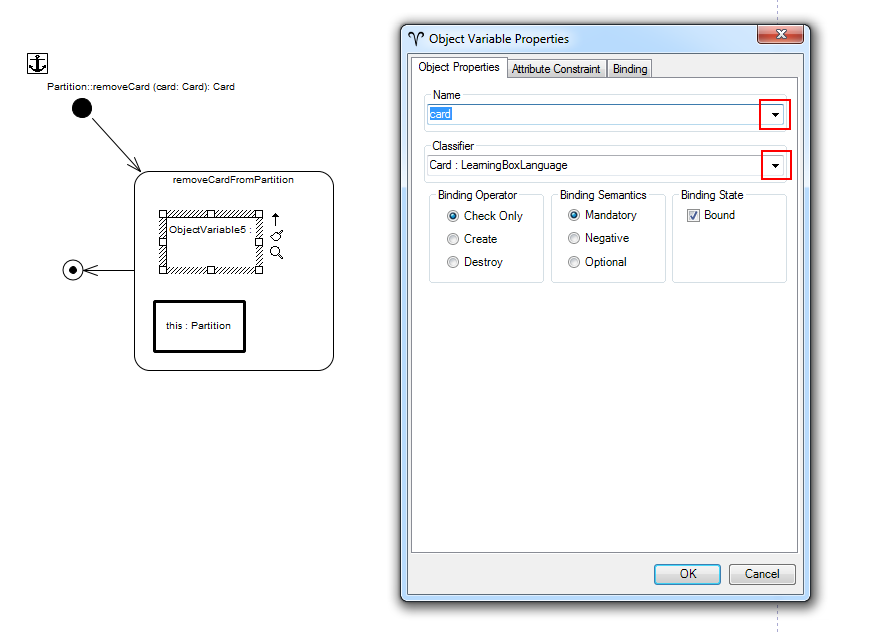 Partition::removeCard (card: Card): Card
removeCardFromPartition
ObjectVariable5 :
this : Partition
Object Variable Properties
Object Properties
Attribute Constraint
Binding
Name
card
Classifier
Card : LearningBoxLanguage
Binding Operator
Check Only
Create
Destroy
Binding Semantics
Mandatory
Negative
Optional
Binding State
Bound
OK
Cancel